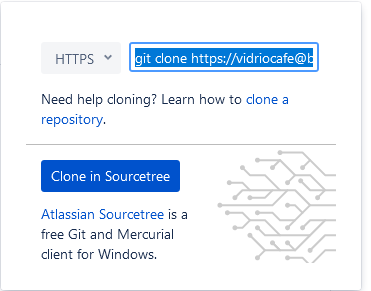 HTTPS
git clone https://vidriocafe@b
Need help cloning? Learn how to clone a
repository.
Clone in Sourcetree
Atlassian Sourcetree is a
free Git and Mercurial
client for Windows.